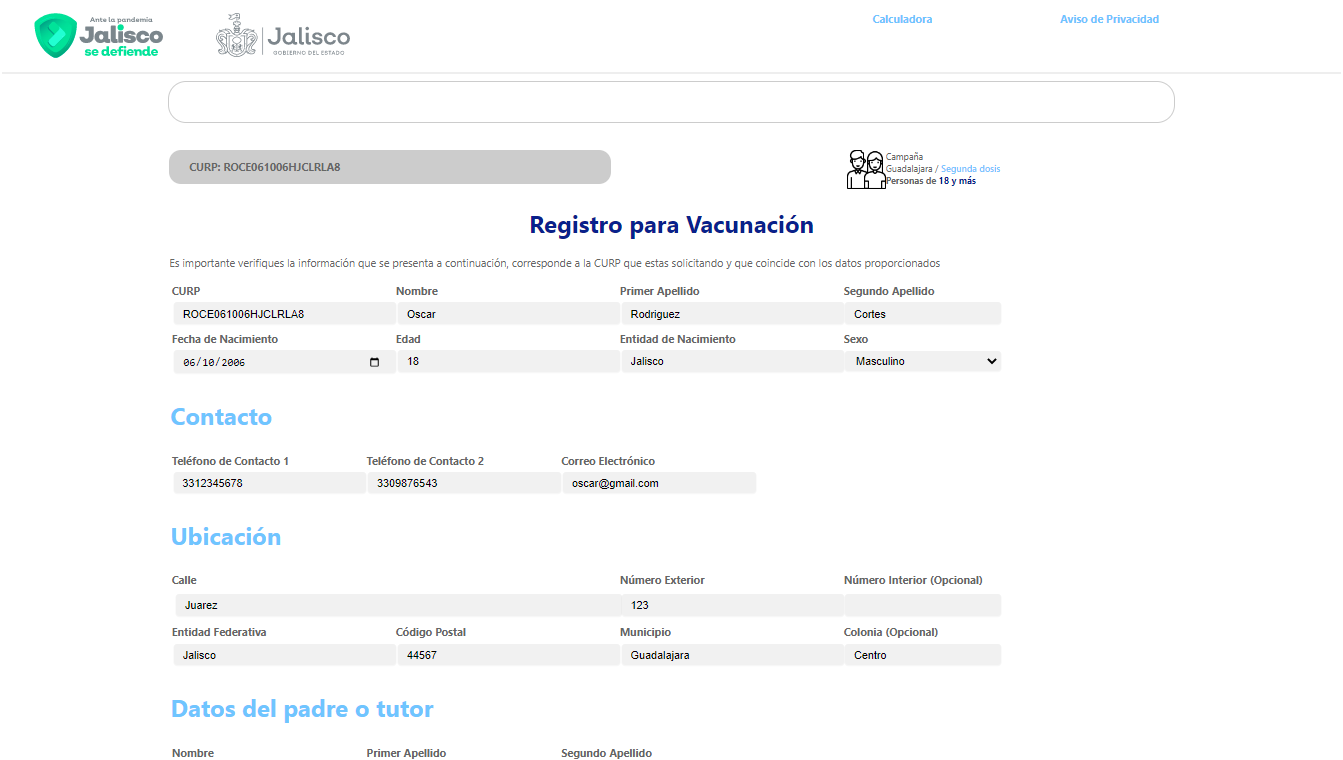 Ante la pandemia
Jalisco
se defiende
Jalisco
GOBIERNO DEL ESTADO
Calculadora
Aviso de Privacidad
CURP: ROCE061006HJCLRLA8
Campaña
Guadalajara / Segunda dosis
Personas de 18 y más
Registro para Vacunación
Es importante verifiques la información que se presenta a continuación, corresponde a la CURP que estas solicitando y que coincide con los datos proporcionados
CURP Nombre Primer Apellido Segundo Apellido
ROCE061006HJCLRLA8 Oscar Rodriguez Cortes
Fecha de Nacimiento Edad Entidad de Nacimiento Sexo
06/10/2006 18 Jalisco Masculino
Contacto
Teléfono de Contacto 1 Teléfono de Contacto 2 Correo Electrónico
3312345678 3309876543 oscar@gmail.com
Ubicación
Calle Número Exterior Número Interior (Opcional)
Juarez 123
Entidad Federativa Código Postal Municipio Colonia (Opcional)
Jalisco 44567 Guadalajara Centro
Datos del padre o tutor
Nombre Primer Apellido Segundo Apellido